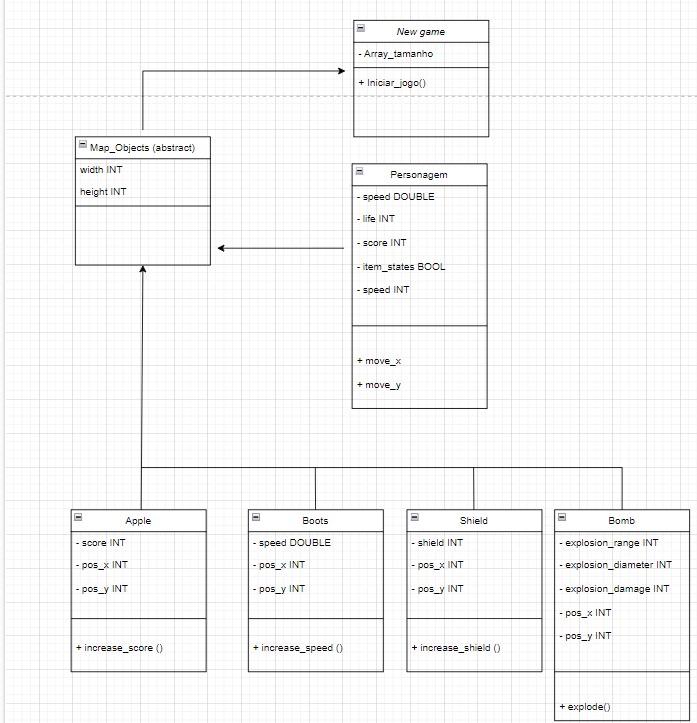 New game
- Array_tamanho
+ Iniciar_jogo()
Map_Objects (abstract)
width INT
height INT
Personagem
- speed DOUBLE
- life INT
- score INT
- item_states BOOL
- speed INT
+ move_x
+ move_y
Apple
- score INT
- pos_x INT
- pos_y INT
+ increase_score ()
Boots
- speed DOUBLE
- pos_x INT
- pos_y INT
+ increase_speed ()
Shield
- shield INT
- pos_x INT
- pos_y INT
+ increase_shield ()
Bomb
- explosion_range INT
- explosion_diameter INT
- explosion_damage INT
- pos_x INT
- pos_y INT
+ explode()